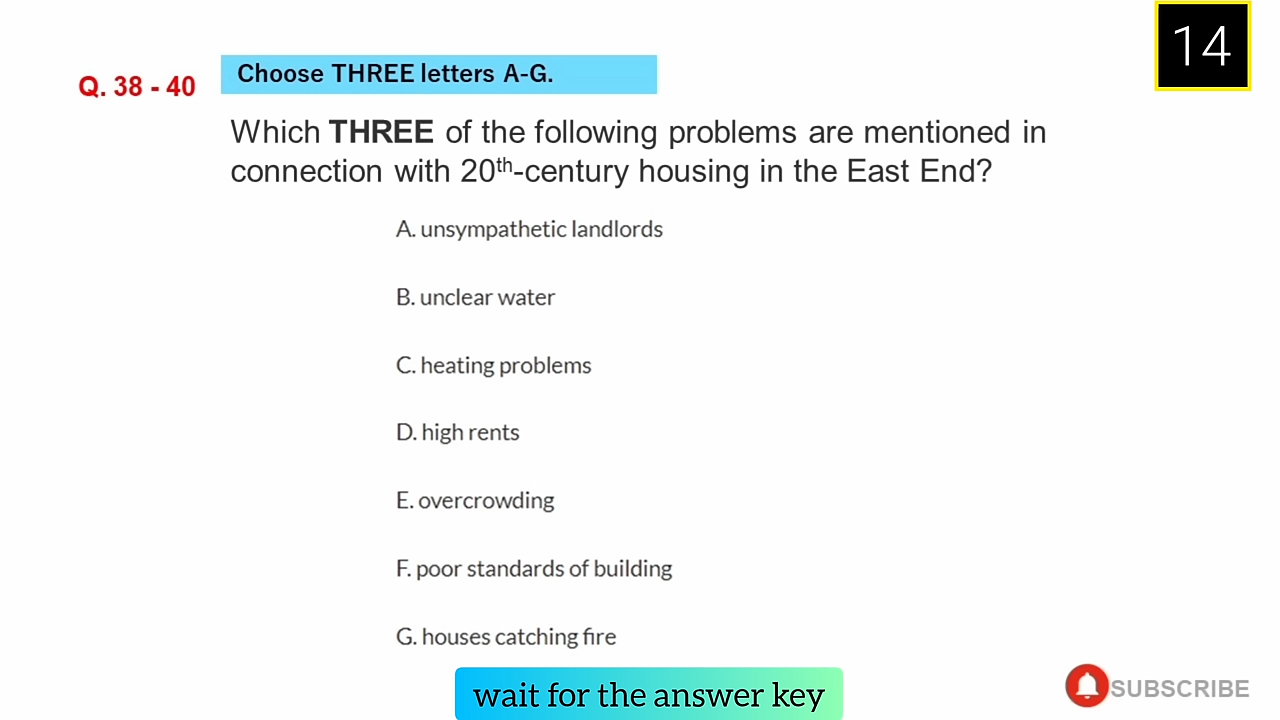 14
Q. 38 - 40
Choose THREE letters A-G.
Which THREE of the following problems are mentioned in
connection with 20th-century housing in the East End?
A. unsympathetic landlords
B. unclear water
C. heating problems
D. high rents
E. overcrowding
F. poor standards of building
G. houses catching fire
wait for the answer key
SUBSCRIBE